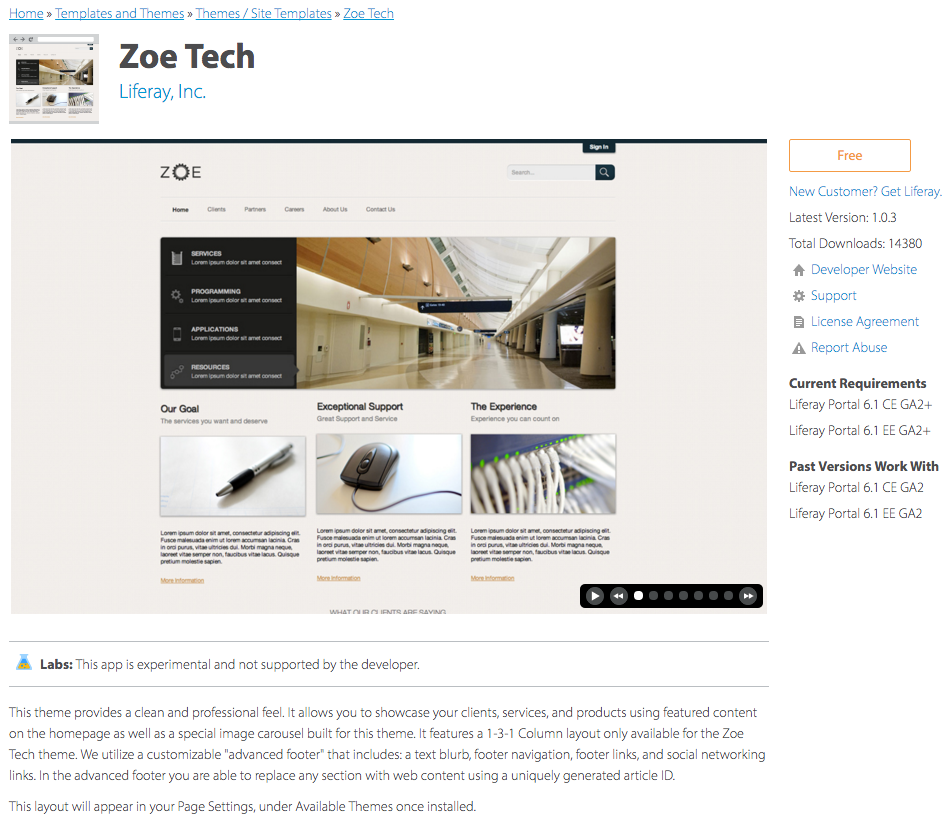 Home » Templates and Themes » Themes / Site Templates » Zoe Tech
Zoe Tech
Liferay, Inc.
Sign In
ZOE
Search...
Home Clients Partners Careers About Us Contact Us
SERVICES
Lorem ipsum dolor sit amet consect
PROGRAMMING
Lorem ipsum dolor sit amet consect
APPLICATIONS
Lorem ipsum dolor sit amet consect
RESOURCES
Lorem ipsum dolor sit amet consect
Our Goal
The services you want and deserve
Lorem ipsum dolor sit amet, consectetur adipiscing elit.
Fusce malesuada enim ut lorem accumsan lacinia. Cras
in orci purus, vitae ultricies dui. Morbi magna neque,
laoreet vitae semper non, faucibus vitae lacus. Quisque
pretium mollis euismod.
More Information
Exceptional Support
Great Support and Service
Lorem ipsum dolor sit amet, consectetur adipiscing elit.
Fusce malesuada enim ut lorem accumsan lacinia. Cras
in orci purus, vitae ultricies dui. Morbi magna neque,
laoreet vitae semper non, faucibus vitae lacus. Quisque
pretium mollis euismod.
More Information
The Experience
Experience you can count on
Lorem ipsum dolor sit amet, consectetur adipiscing elit.
Fusce malesuada enim ut lorem accumsan lacinia. Cras
in orci purus, vitae ultricies dui. Morbi magna neque,
laoreet vitae semper non, faucibus vitae lacus. Quisque
pretium mollis euismod.
More Information
WHAT OUR CLIENTS ARE SAYING
Free
New Customer? Get Liferay.
Latest Version: 1.0.3
Total Downloads: 14380
Developer Website
Support
License Agreement
Report Abuse
Current Requirements
Liferay Portal 6.1 CE GA2+
Liferay Portal 6.1 EE GA2+
Past Versions Work With
Liferay Portal 6.1 CE GA2
Liferay Portal 6.1 EE GA2
Labs: This app is experimental and not supported by the developer.
This theme provides a clean and professional feel. It allows you to showcase your clients, services, and products using featured content
on the homepage as well as a special image carousel built for this theme. It features a 1-3-1 Column layout only available for the Zoe
Tech theme. We utilize a customizable "advanced footer" that includes: a text blurb, footer navigation, footer links, and social networking
links. In the advanced footer you are able to replace any section with web content using a uniquely generated article ID.
This layout will appear in your Page Settings, under Available Themes once installed.